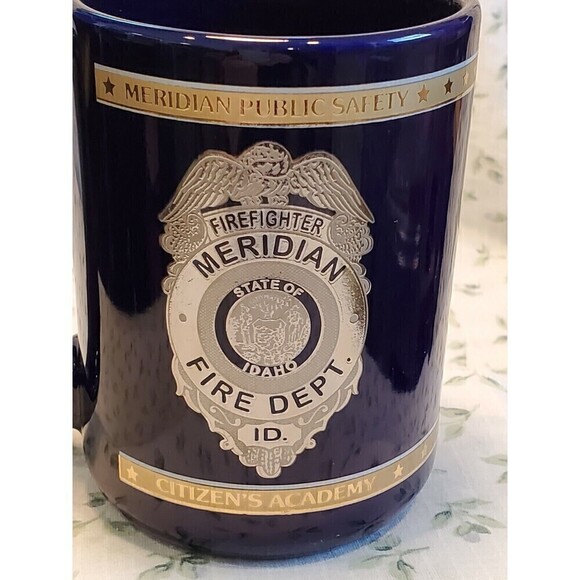 MERIDIAN PUBLIC SAFETY
FIREFIGHTER
MERIDIAN
STATE OF
IDAHO
FIRE DEPT.
ID.
CITIZEN'S ACADEMY